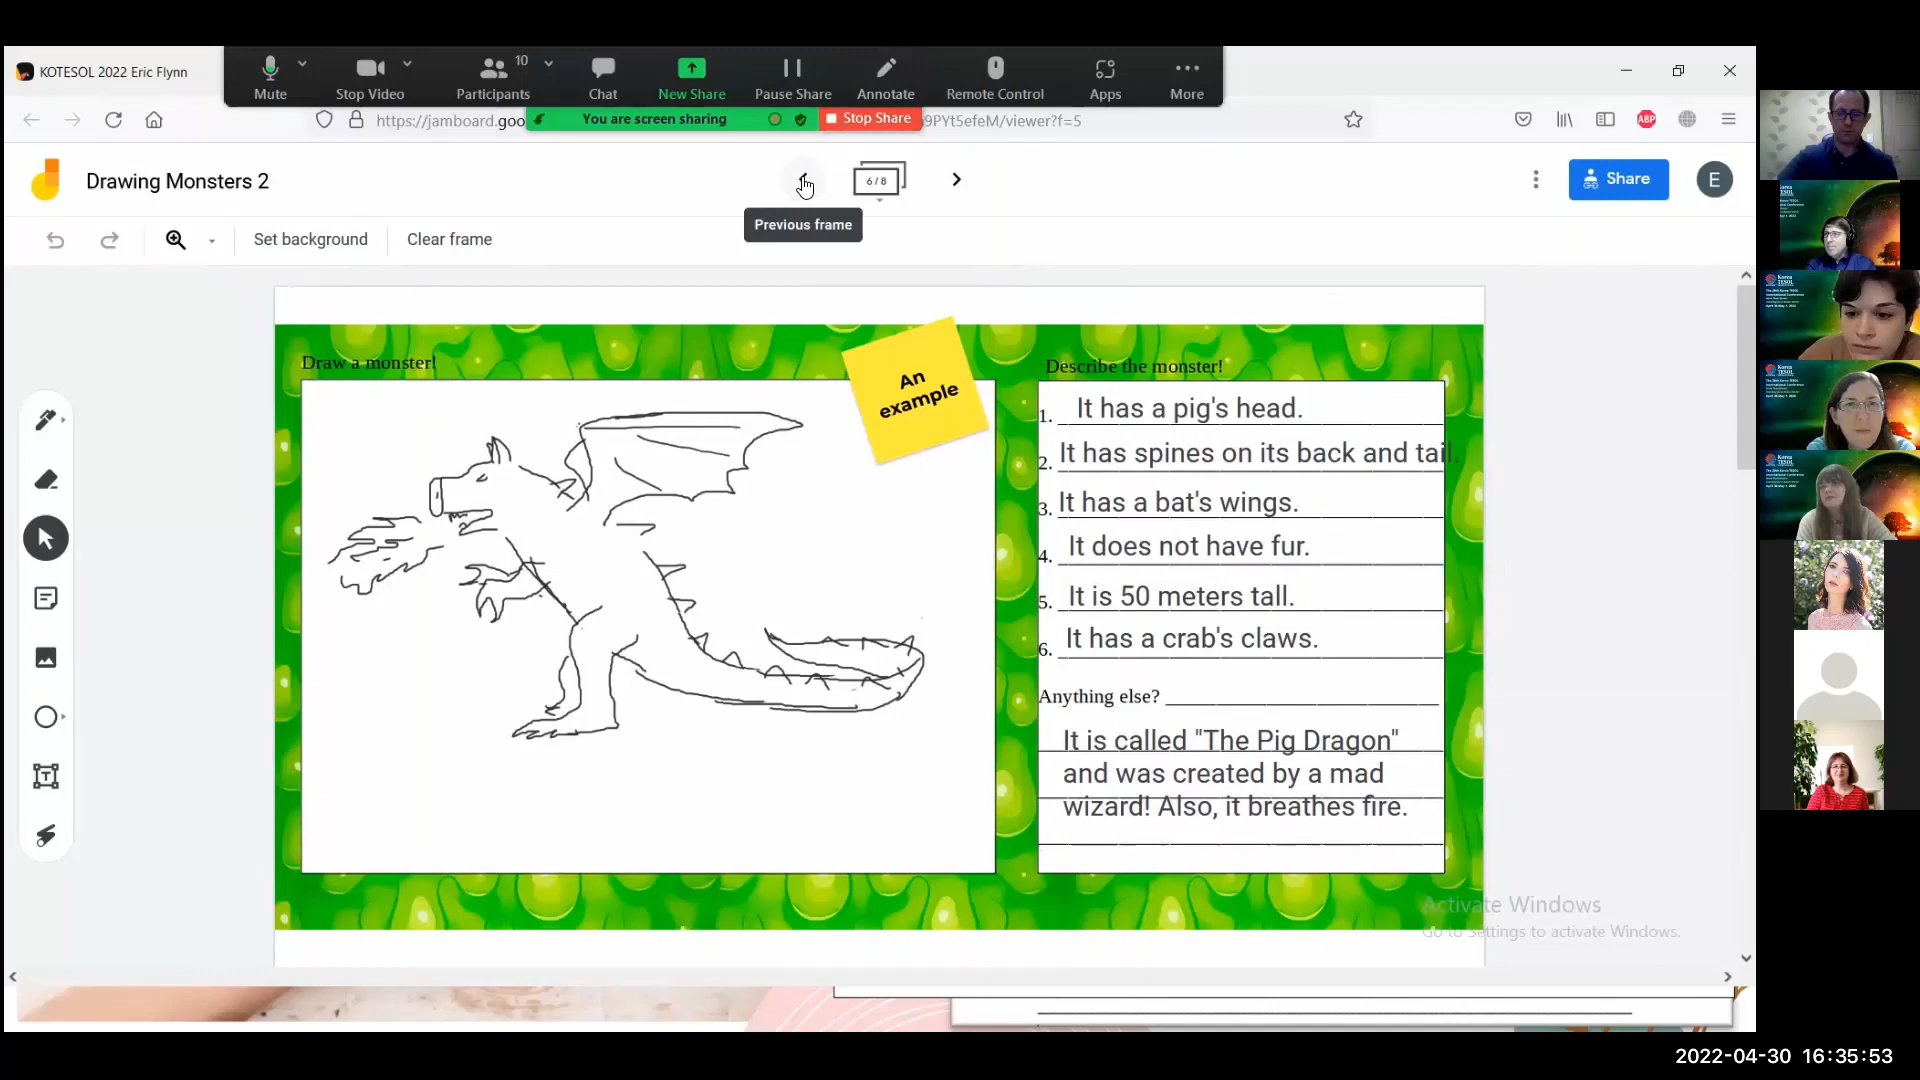 KOTESOL 2022 Eric Flynn
Mute
Stop Video
Participants
10
Chat
New Share
Pause Share
Annotate
Remote Control
Apps
More
You are screen sharing
Stop Share
https://jamboard.goo
9PYt5efeM/viewer?f=5
ABP
Drawing Monsters 2
6 / 8
Share
E
Previous frame
Set background
Clear frame
Draw a monster!
An
example
Describe the monster!
1. It has a pig's head.
2. It has spines on its back and tail.
3. It has a bat's wings.
4. It does not have fur.
5. It is 50 meters tall.
6. It has a crab's claws.
Anything else?
It is called "The Pig Dragon"
and was created by a mad
wizard! Also, it breathes fire.
Activate Windows
Go to Settings to activate Windows.
Korea
TESOL
2022-04-30 16:35:53